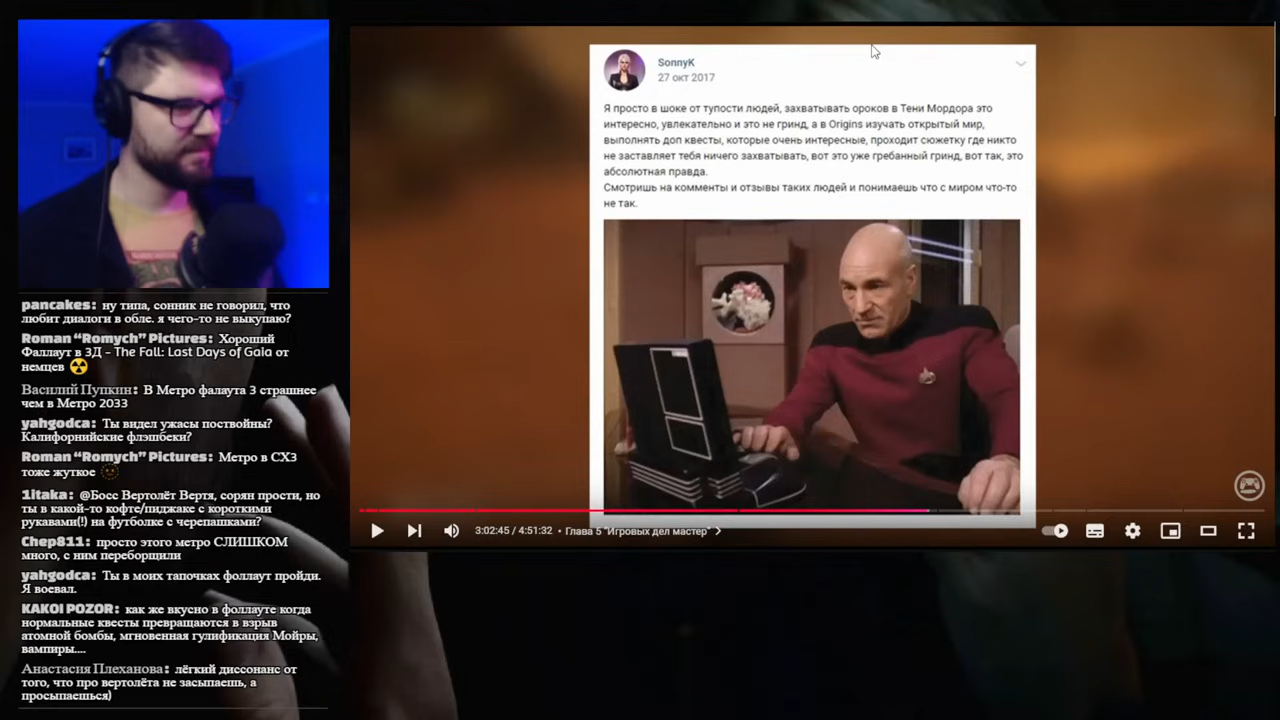 SonnyK
27 окт 2017
Я просто в шоке от тупости людей, захватывать ороков в Тени Мордора это
интересно, увлекательно и это не гринд, а в Origins изучать открытый мир,
выполнять доп квесты, которые очень интересные, проходит сюжетку где никто
не заставляет тебя ничего захватывать, вот это уже гребанный гринд, вот так, это
абсолютная правда.
Смотришь на комменты и отзывы таких людей и понимаешь что с миром что-то
не так.
3:02:45 / 4:51:32 • Глава 5 "Игровых дел мастер"
pancakes: ну типа, сонник не говорил, что
любит диалоги в обле. я чего-то не выкупаю?
Roman “Romych” Pictures: Хороший
Фаллаут в 3Д - The Fall: Last Days of Gaia от
немцев
Василий Пупкин: В Метро фалаута 3 страшнее
чем в Метро 2033
yahgodca: Ты видел ужасы поствойны?
Калифорнийские флэшбеки?
Roman “Romych” Pictures: Метро в СХ3
тоже жуткое
1itaka: @Босс Вертолёт Вертя, сорян прости, но
ты в какой-то кофте/пиджаке с короткими
рукавами(!) на футболке с черепашками?
Chep811: просто этого метро СЛИШКОМ
много, с ним переборщили
yahgodca: Ты в моих тапочках фоллаут пройди.
Я воевал.
KAKOI POZOR: как же вкусно в фоллауте когда
нормальные квесты превращаются в взрыв
атомной бомбы, мгновенная гулификация Мойры,
вампиры....
Анастасия Плеханова: лёгкий диссонанс от
того, что про вертолёта не засыпаешь, а
просыпаешься)